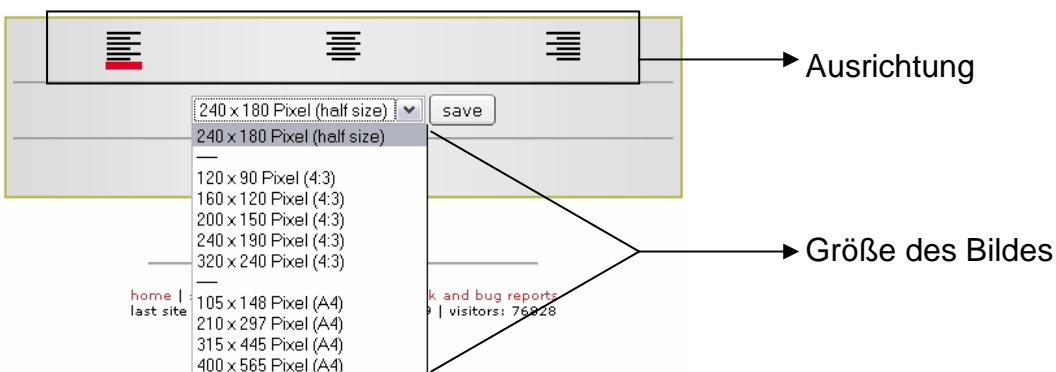 Ausrichtung
240 x 180 Pixel (half size) save
240 x 180 Pixel (half size)
—
120 x 90 Pixel (4:3)
160 x 120 Pixel (4:3)
200 x 150 Pixel (4:3)
240 x 190 Pixel (4:3)
320 x 240 Pixel (4:3)
Größe des Bildes
—
home | k and bug reports
105 x 148 Pixel (A4)
last site | visitors: 76828
210 x 297 Pixel (A4)
315 x 445 Pixel (A4)
400 x 565 Pixel (A4)